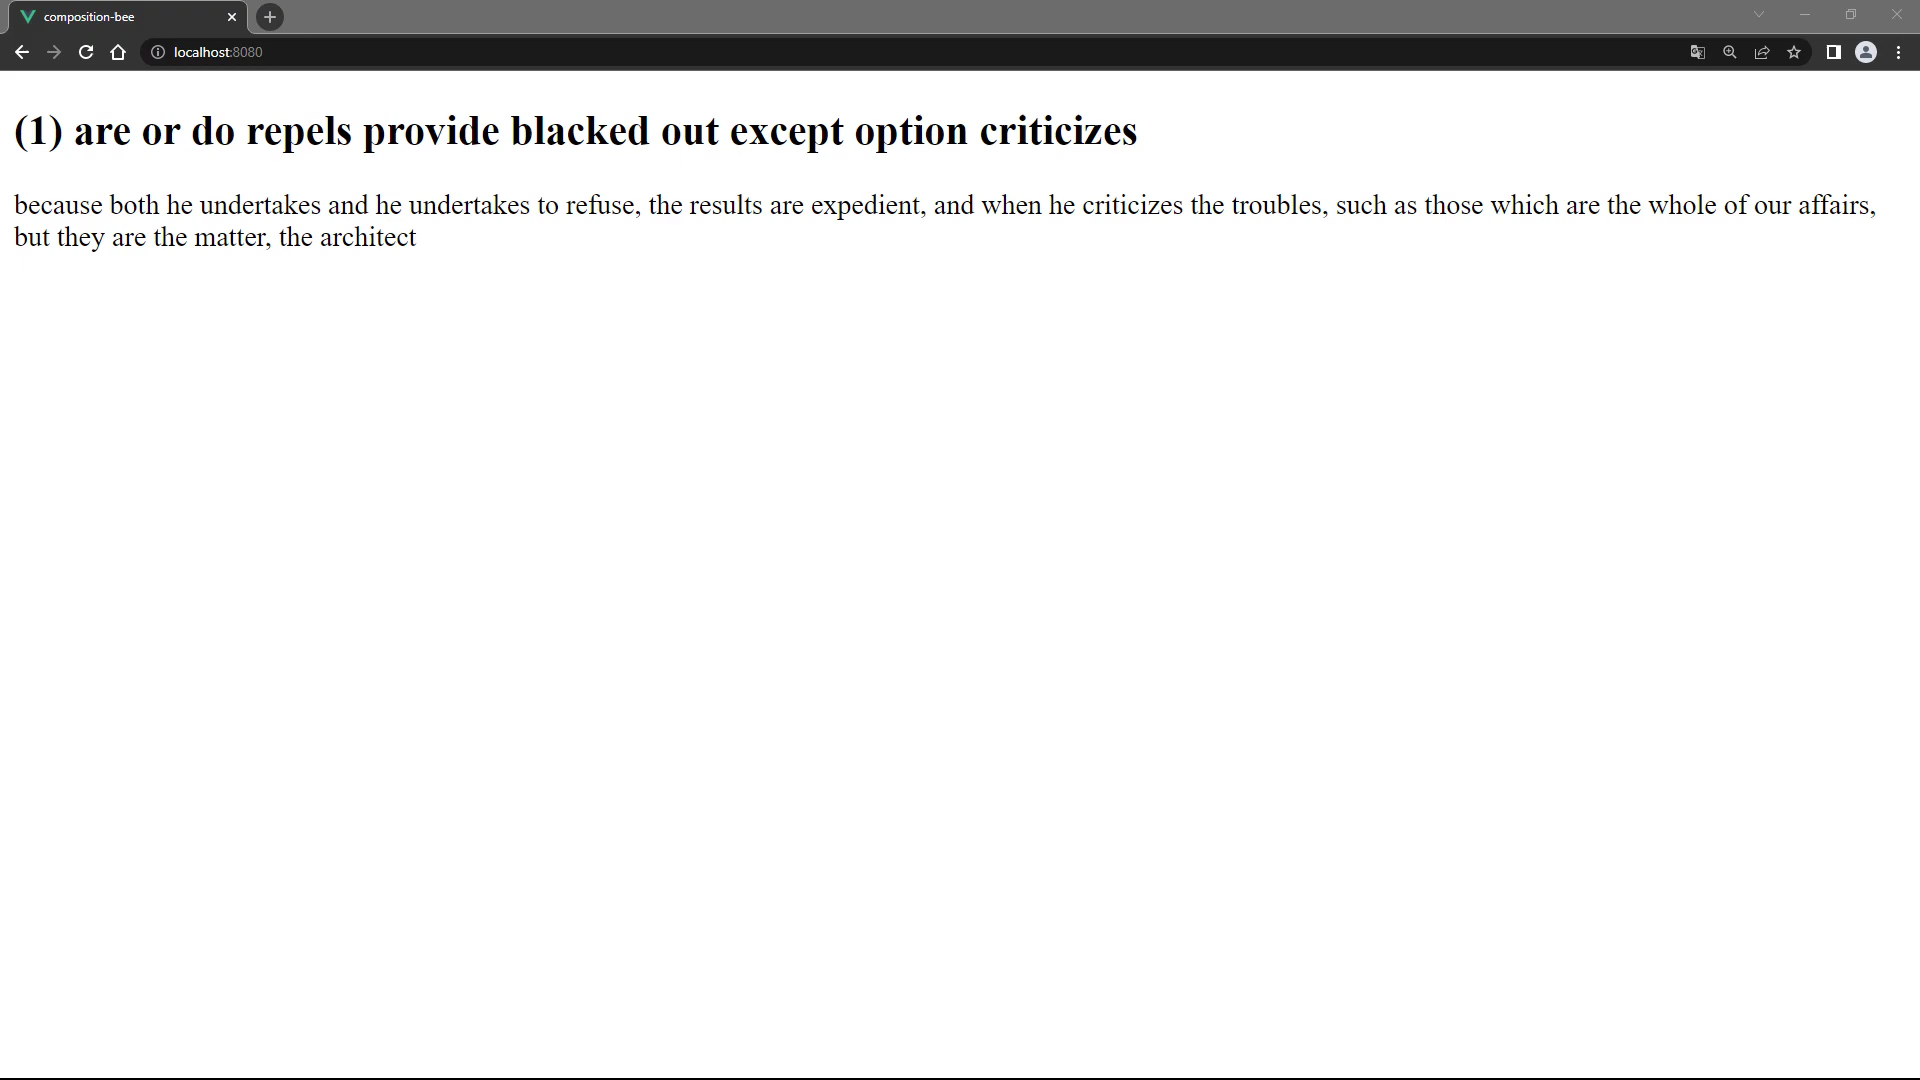 composition-bee
localhost:8080
(1) are or do repels provide blacked out except option criticizes
because both he undertakes and he undertakes to refuse, the results are expedient, and when he criticizes the troubles, such as those which are the whole of our affairs,
but they are the matter, the architect